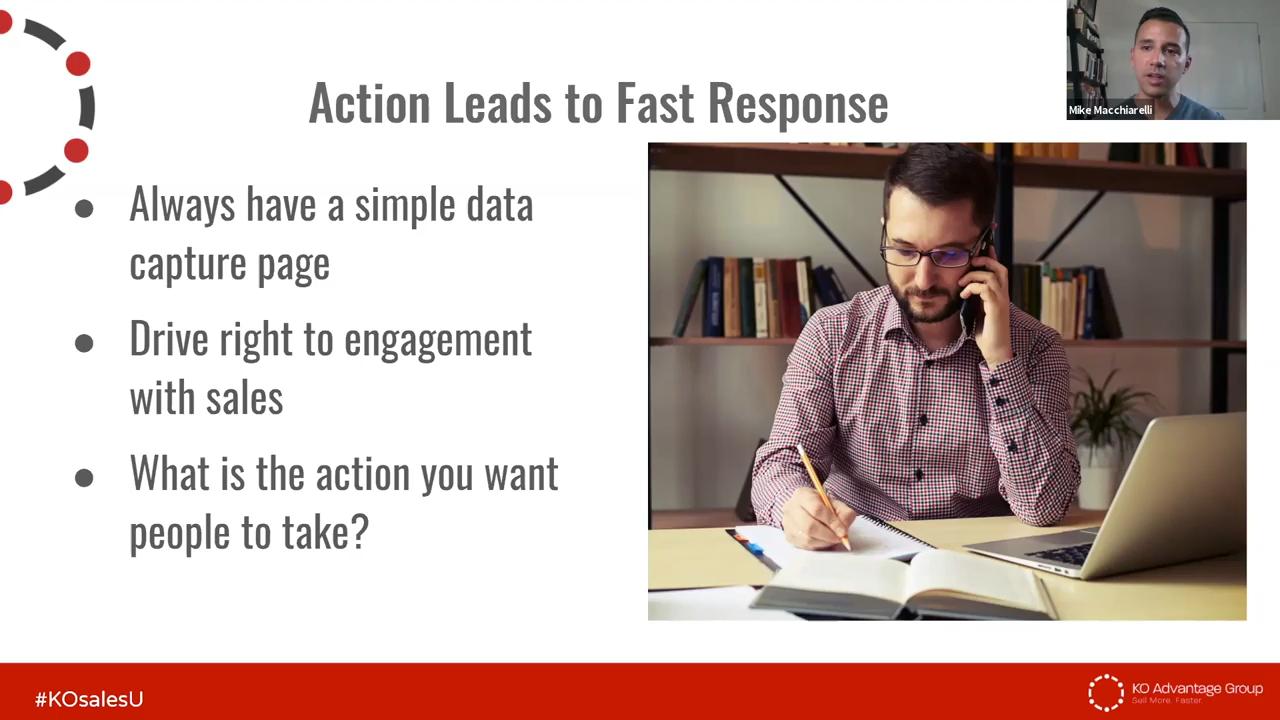 Action Leads to Fast Response
Mike Macchiarelli
● Always have a simple data
capture page
● Drive right to engagement
with sales
● What is the action you want
people to take?
#KOsalesU
KO Advantage Group
Sell More. Faster.